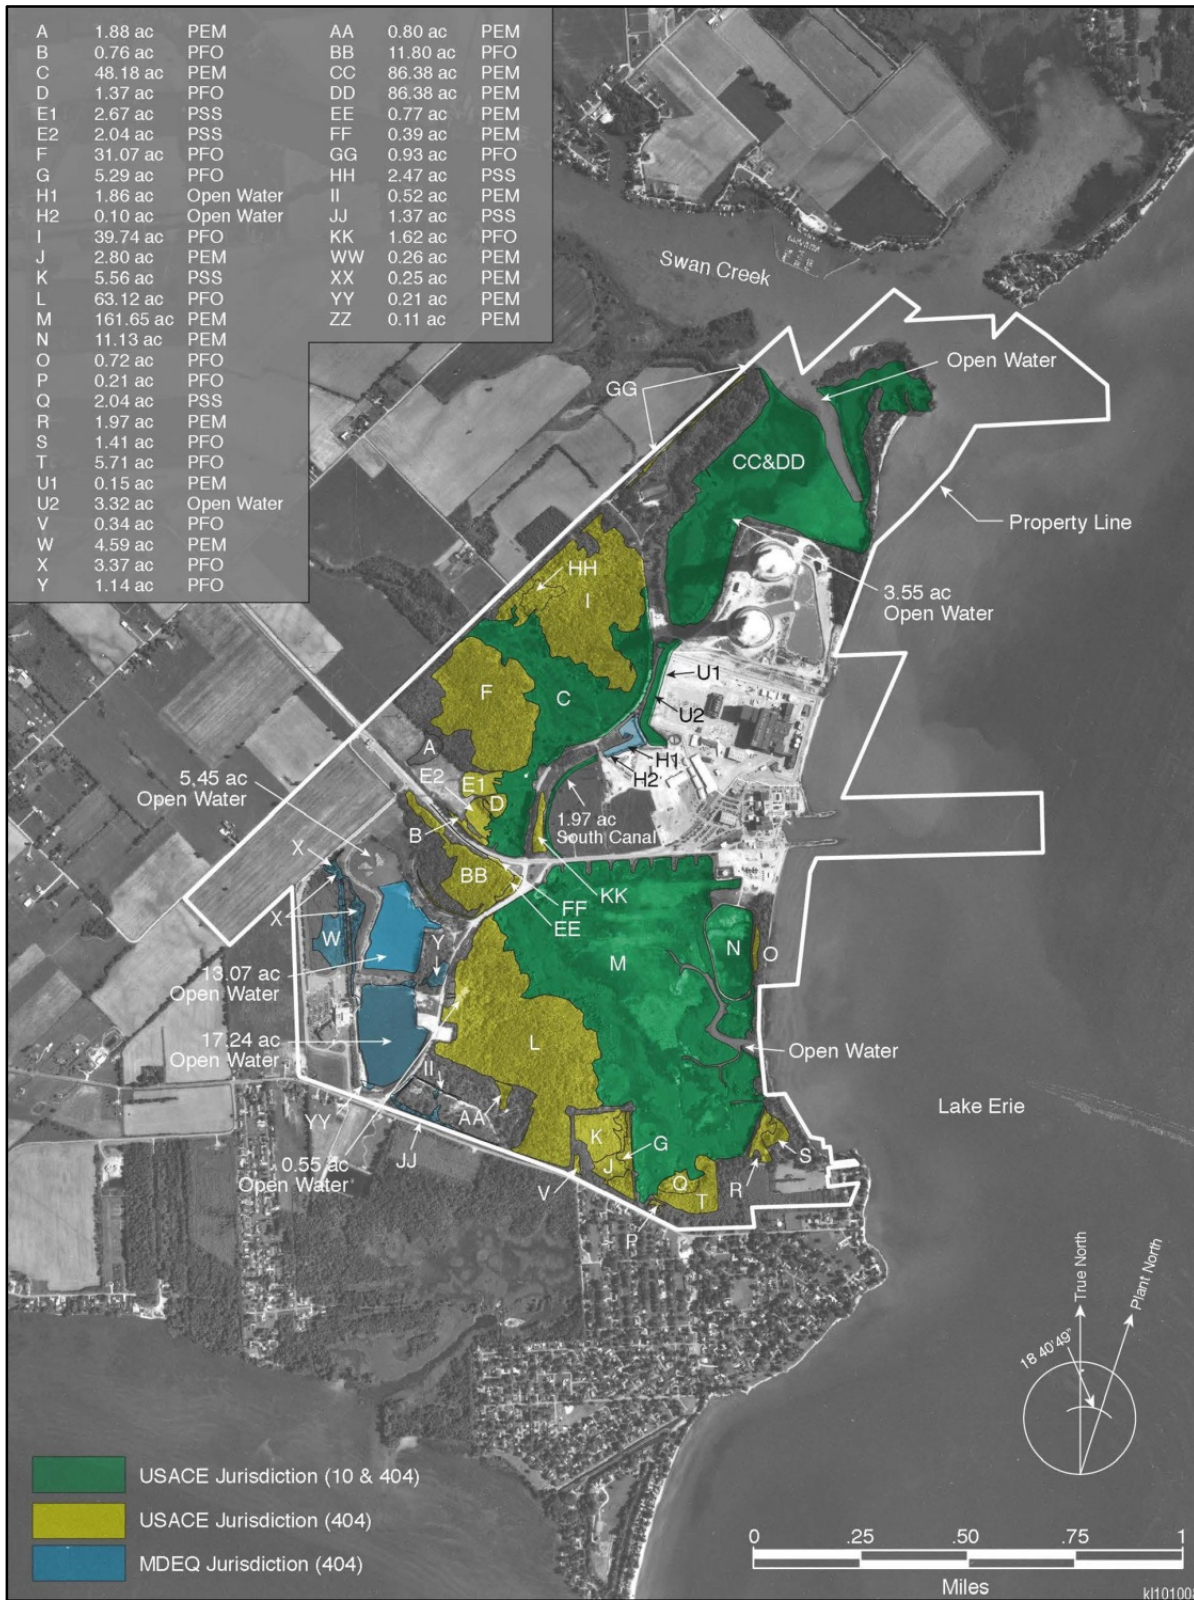 A 1.88 ac PEM
B 0.76 ac PFO
C 48.18 ac PEM
D 1.37 ac PFO
E1 2.67 ac PSS
E2 2.04 ac PSS
F 31.07 ac PFO
G 5.29 ac PFO
H1 1.86 ac Open Water
H2 0.10 ac Open Water
I 39.74 ac PFO
J 2.80 ac PEM
K 5.56 ac PSS
L 63.12 ac PFO
M 161.65 ac PEM
N 11.13 ac PEM
O 0.72 ac PFO
P 0.21 ac PFO
Q 2.04 ac PSS
R 1.97 ac PEM
S 1.41 ac PFO
T 5.71 ac PFO
U1 0.15 ac PEM
U2 3.32 ac Open Water
V 0.34 ac PFO
W 4.59 ac PEM
X 3.37 ac PFO
Y 1.14 ac PFO
AA 0.80 ac PEM
BB 11.80 ac PFO
CC 86.38 ac PEM
DD 86.38 ac PEM
EE 0.77 ac PEM
FF 0.39 ac PEM
GG 0.93 ac PFO
HH 2.47 ac PSS
II 0.52 ac PEM
JJ 1.37 ac PSS
KK 1.62 ac PFO
WW 0.26 ac PEM
XX 0.25 ac PEM
YY 0.21 ac PEM
ZZ 0.11 ac PEM
Swan Creek
Open Water
GG
CC&DD
Property Line
HH
I
3.55 ac
Open Water
U1
F
C
U2
A
H1
E2
H2
E1
5.45 ac
Open Water
D
1.97 ac
South Canal
B
X
BB
KK
FF
X
EE
W
Y
N
O
M
13.07 ac
Open Water
17.24 ac
Open Water
L
Open Water
II
YY
AA
Lake Erie
K
G
S
JJ
J
0.55 ac
Open Water
Q
R
V
T
P
True North
Plant North
18 40'49"
USACE Jurisdiction (10 & 404)
USACE Jurisdiction (404)
MDEQ Jurisdiction (404)
0 .25 .50 .75 1
Miles